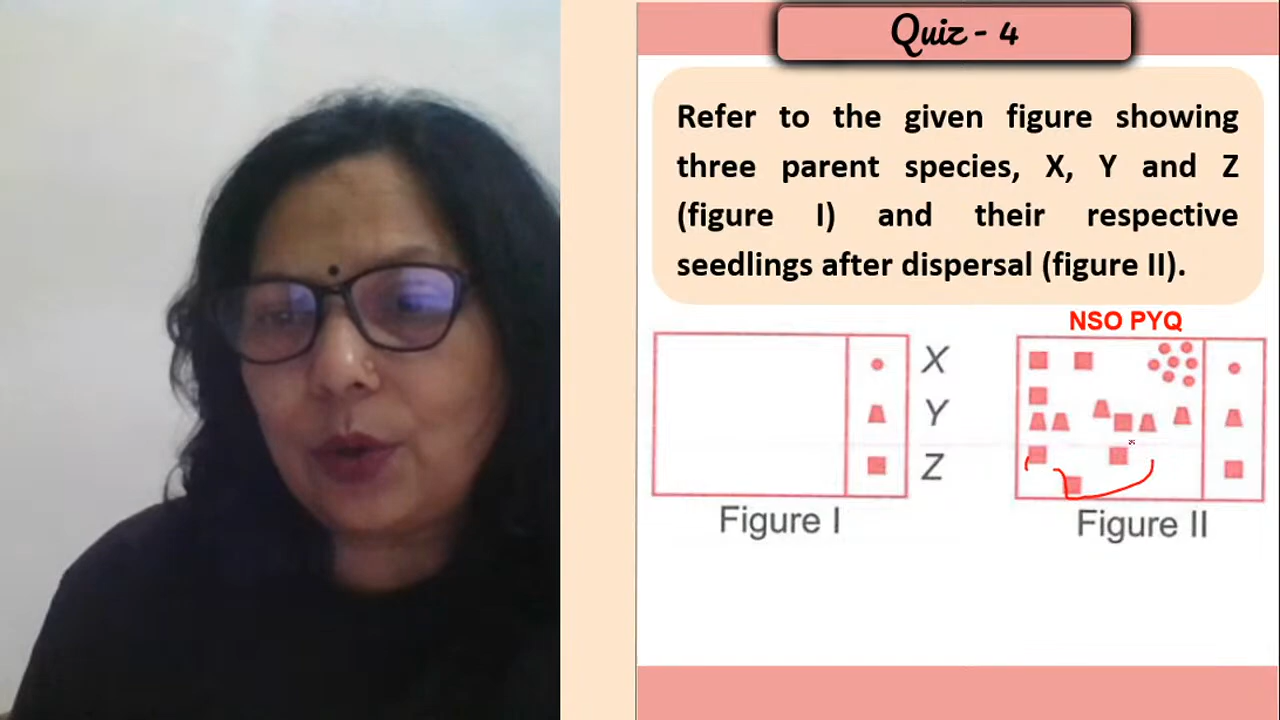 Quiz - 4
Refer to the given figure showing
three parent species, X, Y and Z
(figure I) and their respective
seedlings after dispersal (figure II).
NSO PYQ
X
Y
Z
Figure I
Figure II